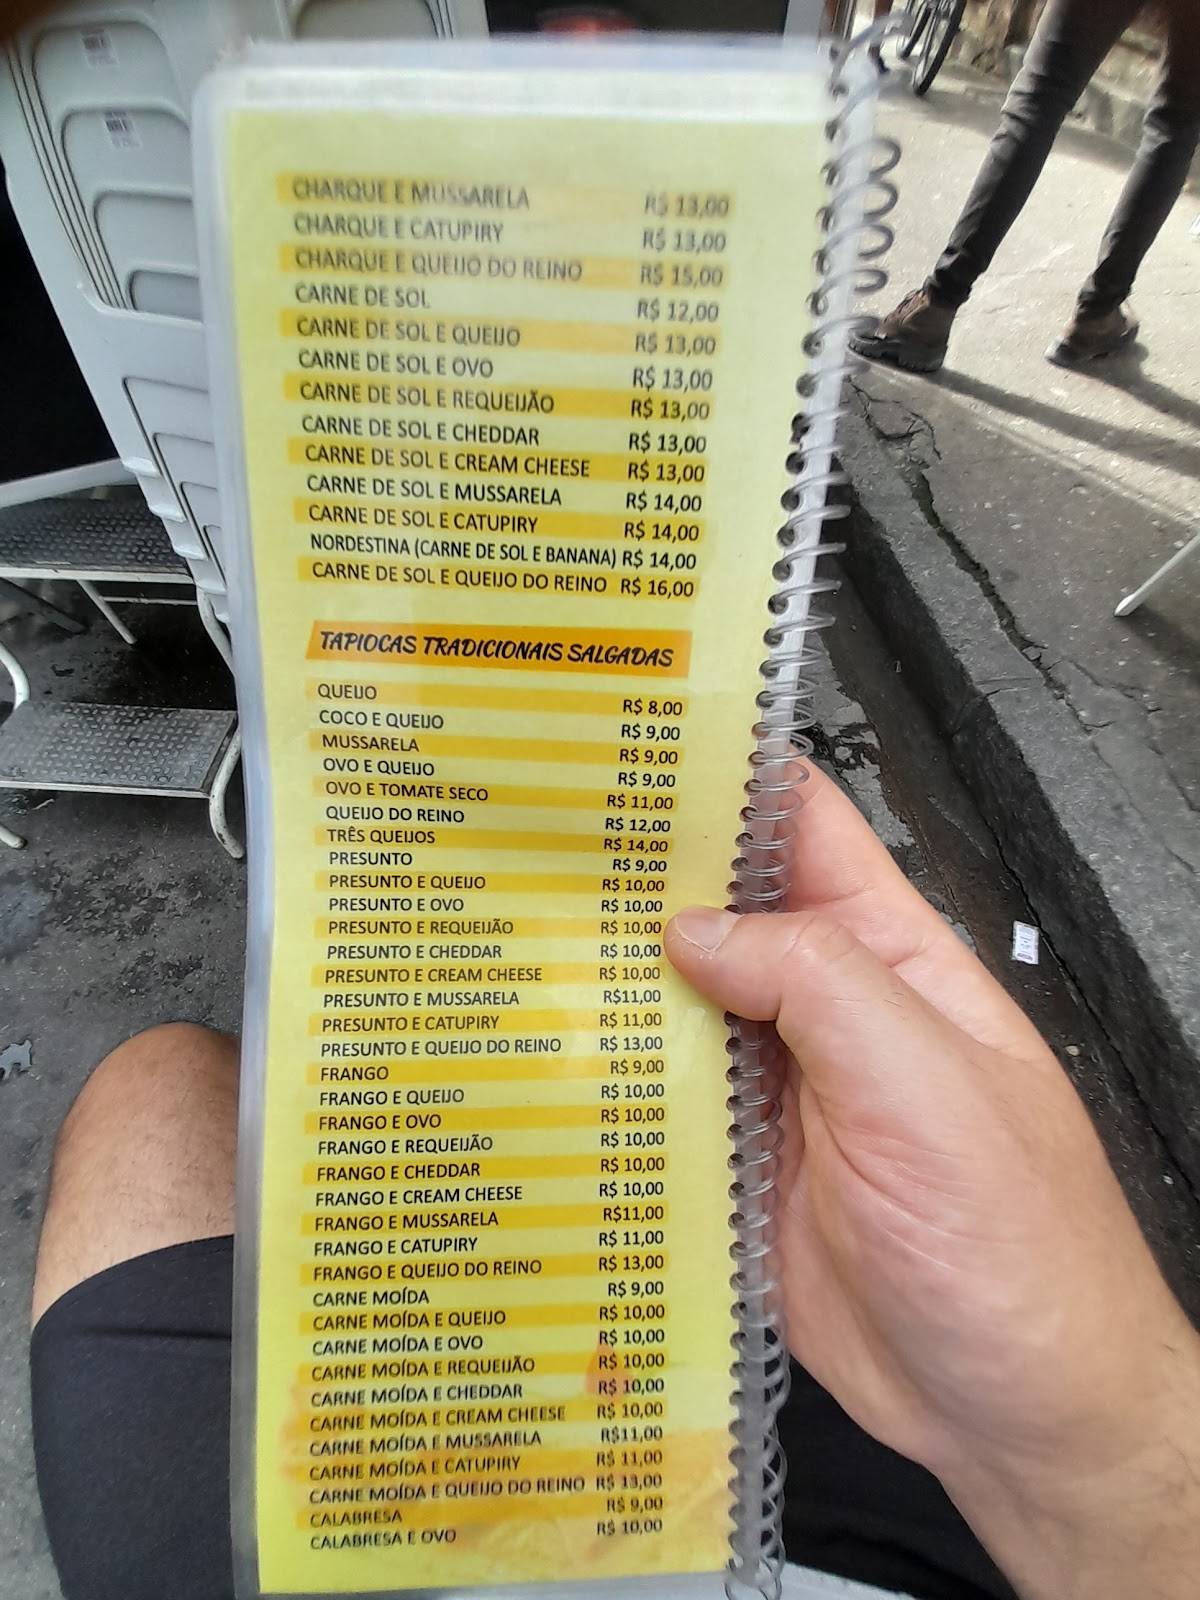 CHARQUE E MUSSARELA R$ 13,00
CHARQUE E CATUPIRY R$ 13,00
CHARQUE E QUEIJO DO REINO R$ 15,00
CARNE DE SOL R$ 12,00
CARNE DE SOL E QUEIJO R$ 13,00
CARNE DE SOL E OVO R$ 13,00
CARNE DE SOL E REQUEIJÃO R$ 13,00
CARNE DE SOL E CHEDDAR R$ 13,00
CARNE DE SOL E CREAM CHEESE R$ 13,00
CARNE DE SOL E MUSSARELA R$ 14,00
CARNE DE SOL E CATUPIRY R$ 14,00
NORDESTINA (CARNE DE SOL E BANANA) R$ 14,00
CARNE DE SOL E QUEIJO DO REINO R$ 16,00
TAPIOCAS TRADICIONAIS SALGADAS
QUEIJO R$ 8,00
COCO E QUEIJO R$ 9,00
MUSSARELA R$ 9,00
OVO E QUEIJO R$ 9,00
OVO E TOMATE SECO R$ 11,00
QUEIJO DO REINO R$ 12,00
TRÊS QUEIJOS R$ 14,00
PRESUNTO R$ 9,00
PRESUNTO E QUEIJO R$ 10,00
PRESUNTO E OVO R$ 10,00
PRESUNTO E REQUEIJÃO R$ 10,00
PRESUNTO E CHEDDAR R$ 10,00
PRESUNTO E CREAM CHEESE R$ 10,00
PRESUNTO E MUSSARELA R$11,00
PRESUNTO E CATUPIRY R$ 11,00
PRESUNTO E QUEIJO DO REINO R$ 13,00
FRANGO R$ 9,00
FRANGO E QUEIJO R$ 10,00
FRANGO E OVO R$ 10,00
FRANGO E REQUEIJÃO R$ 10,00
FRANGO E CHEDDAR R$ 10,00
FRANGO E CREAM CHEESE R$ 10,00
FRANGO E MUSSARELA R$11,00
FRANGO E CATUPIRY R$ 11,00
FRANGO E QUEIJO DO REINO R$ 13,00
CARNE MOÍDA R$ 9,00
CARNE MOÍDA E QUEIJO R$ 10,00
CARNE MOÍDA E OVO R$ 10,00
CARNE MOÍDA E REQUEIJÃO R$ 10,00
CARNE MOÍDA E CHEDDAR R$ 10,00
CARNE MOÍDA E CREAM CHEESE R$ 10,00
CARNE MOÍDA E MUSSARELA R$11,00
CARNE MOÍDA E CATUPIRY R$ 11,00
CARNE MOÍDA E QUEIJO DO REINO R$ 13,00
CALABRESA R$ 9,00
CALABRESA E OVO R$ 10,00